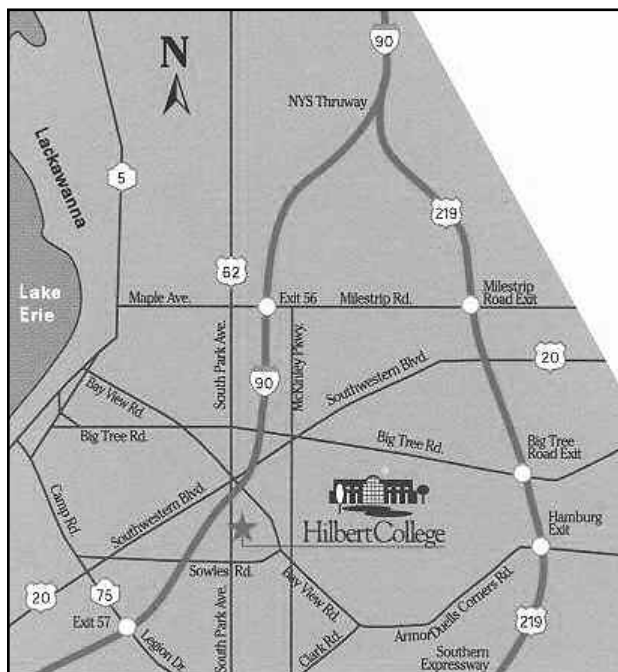 90
N
NYS Thruway
Lackawanna
5
219
62
Lake
Erie
Maple Ave.
Exit 56
Milestrip Rd.
Milestrip
Road Exit
South Park Ave.
McKinley Pkwy.
20
Southwestern Blvd.
90
Bay View Rd.
Big Tree Rd.
Big Tree Rd.
Big Tree
Road Exit
Camp Rd
Southwestern Blvd.
Hilbert College
Hamburg
Exit
Sowles Rd.
20
75
Bay View Rd.
South Park Ave.
Exit 57
Legion Dr.
Clark Rd.
Armor Duells Corners Rd.
219
Southern
Expressway